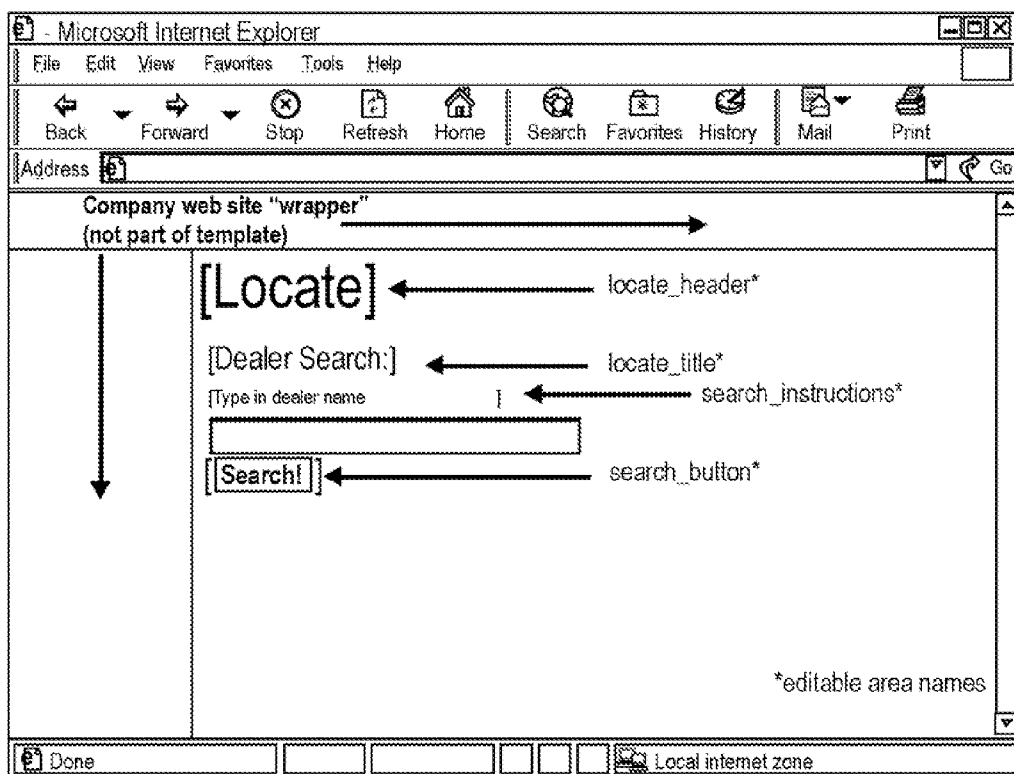 - Microsoft Internet Explorer
File Edit View Favorites Tools Help
Back Forward Stop Refresh Home Search Favorites History Mail Print
Address Go
Company web site “wrapper”
(not part of template)
[Locate] locate_header*
[Dealer Search:] locate_title*
[Type in dealer name ] search_instructions*
[Search!] search_button*
*editable area names
Done Local internet zone